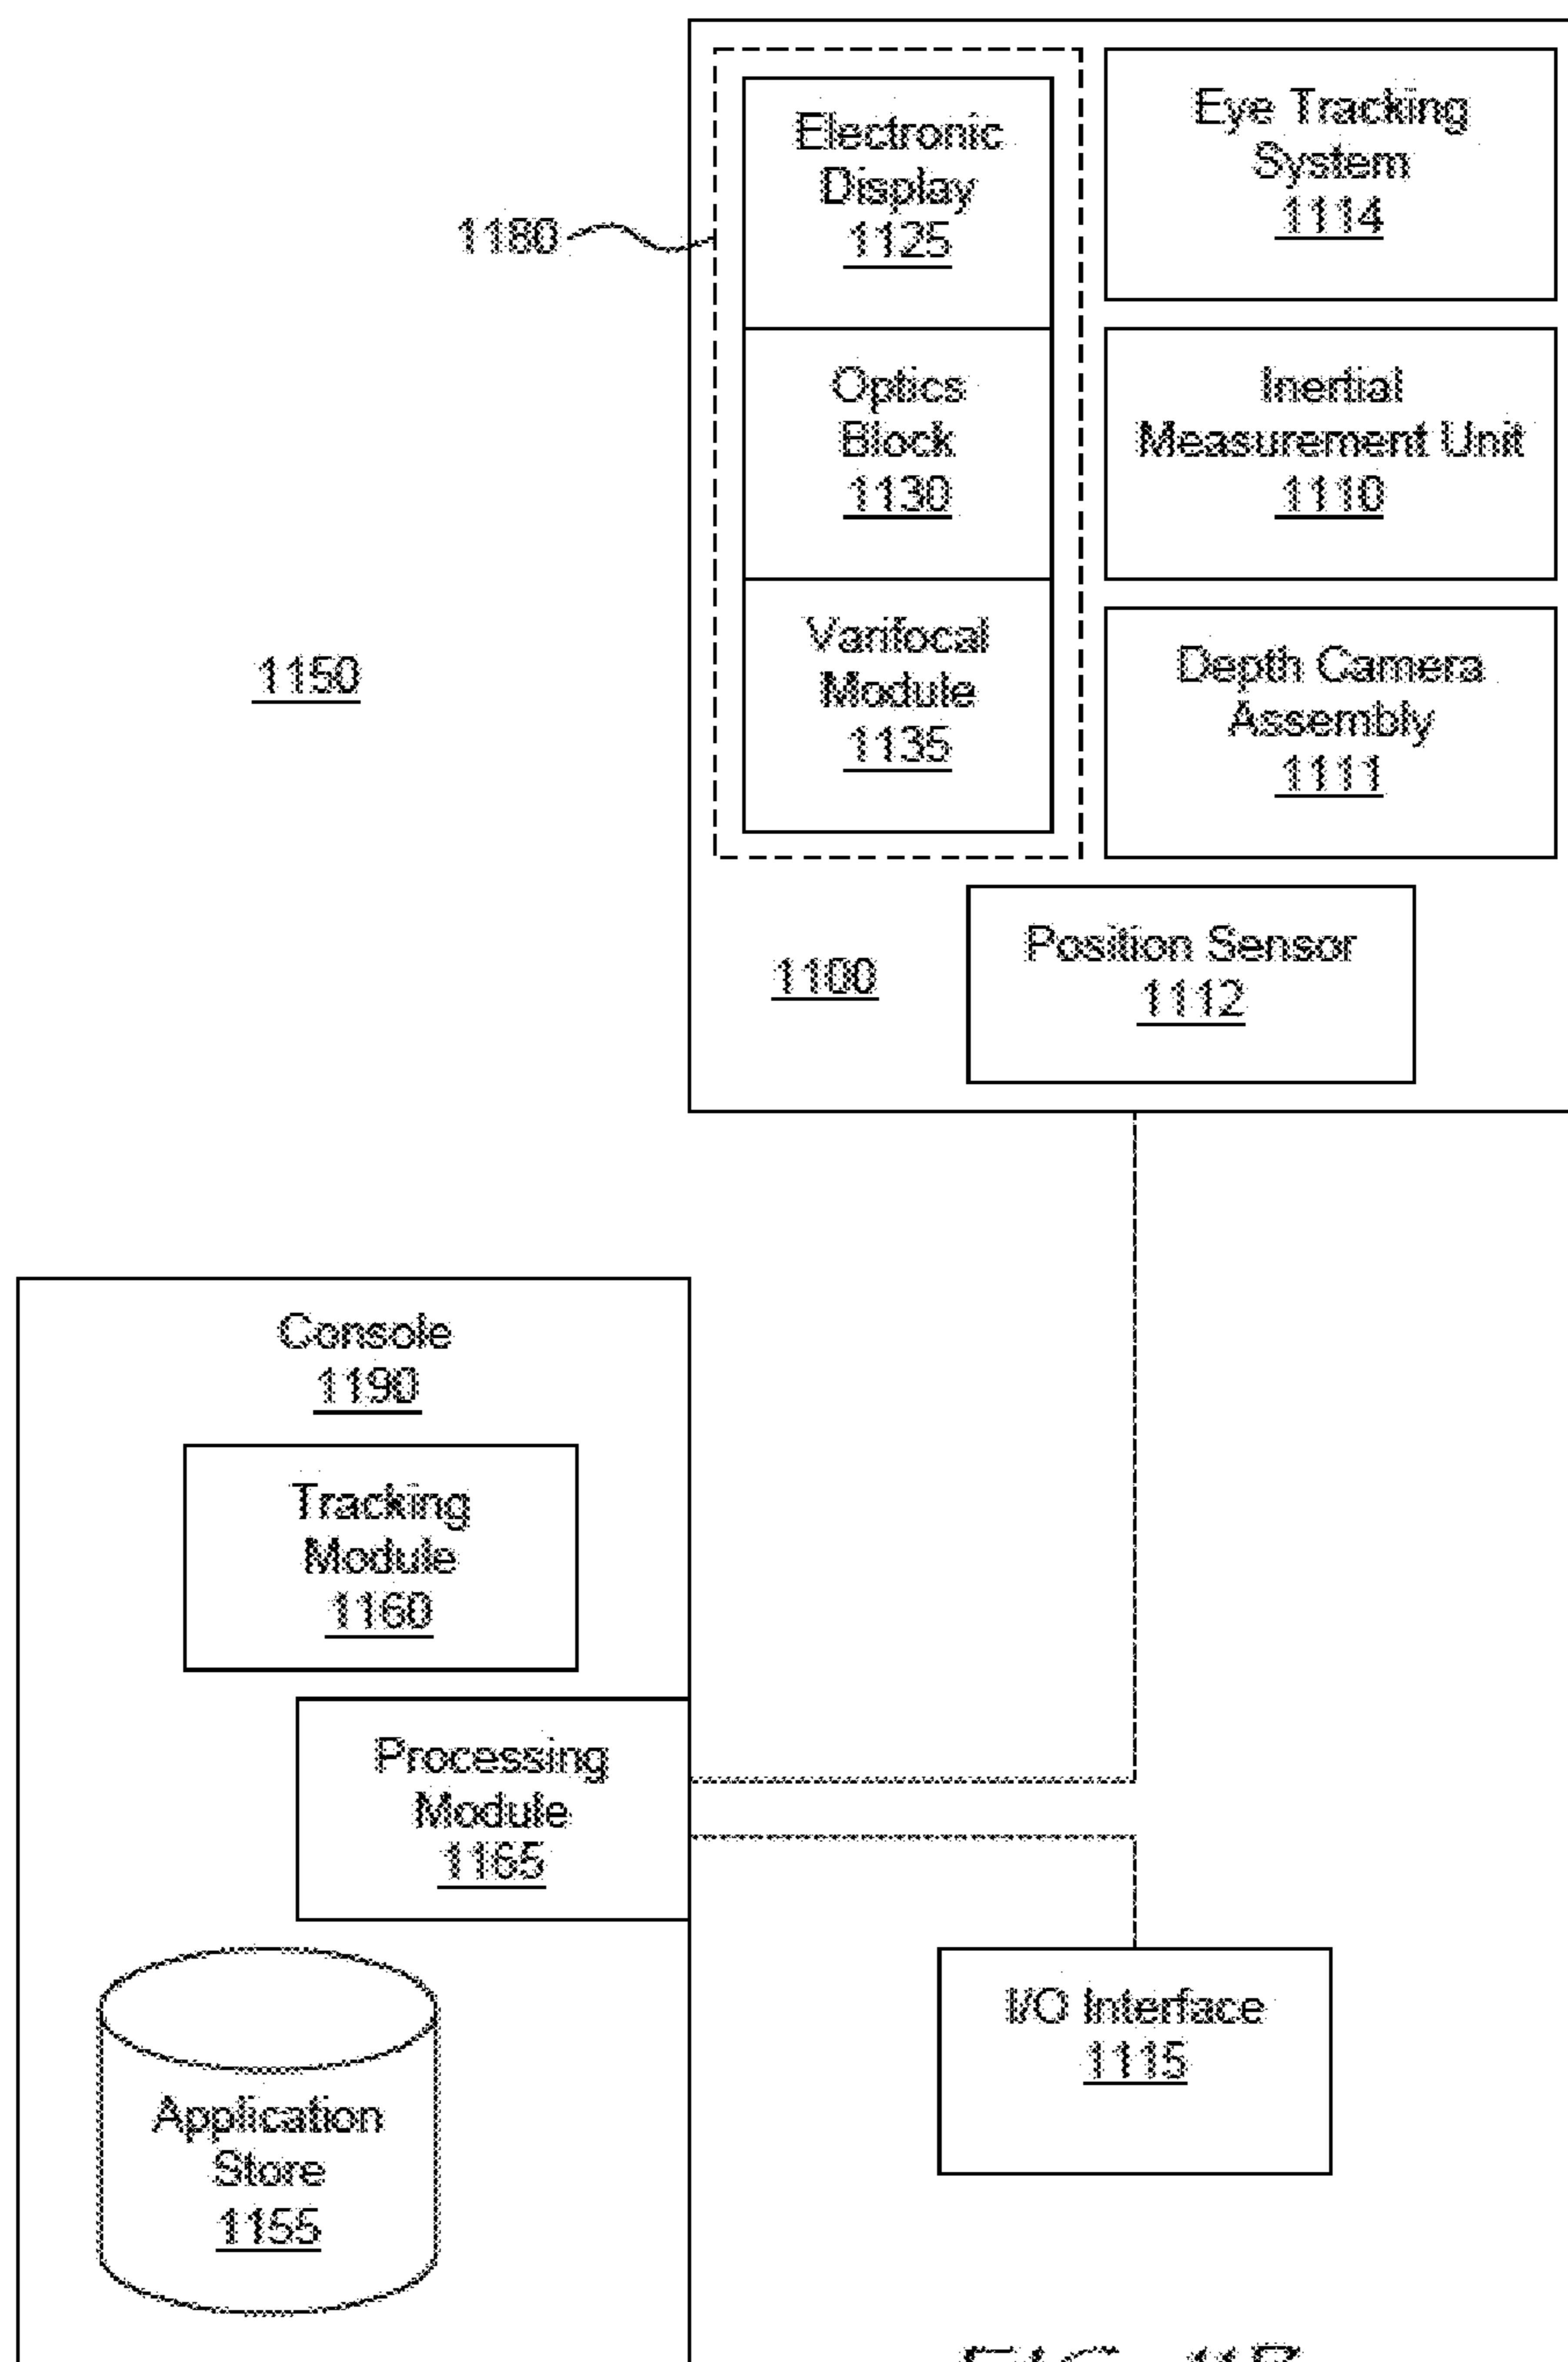 Electronic
Display
1125
Eye Tracking
System
1114
1180
Optics
Block
1130
Inertial
Measurement Unit
1110
Varifocal
Module
1135
Depth Camera
Assembly
1111
1150
Position Sensor
1112
1100
Console
1190
Tracking
Module
1160
Processing
Module
1165
I/O Interface
1115
Application
Store
1155
FIG. 11B